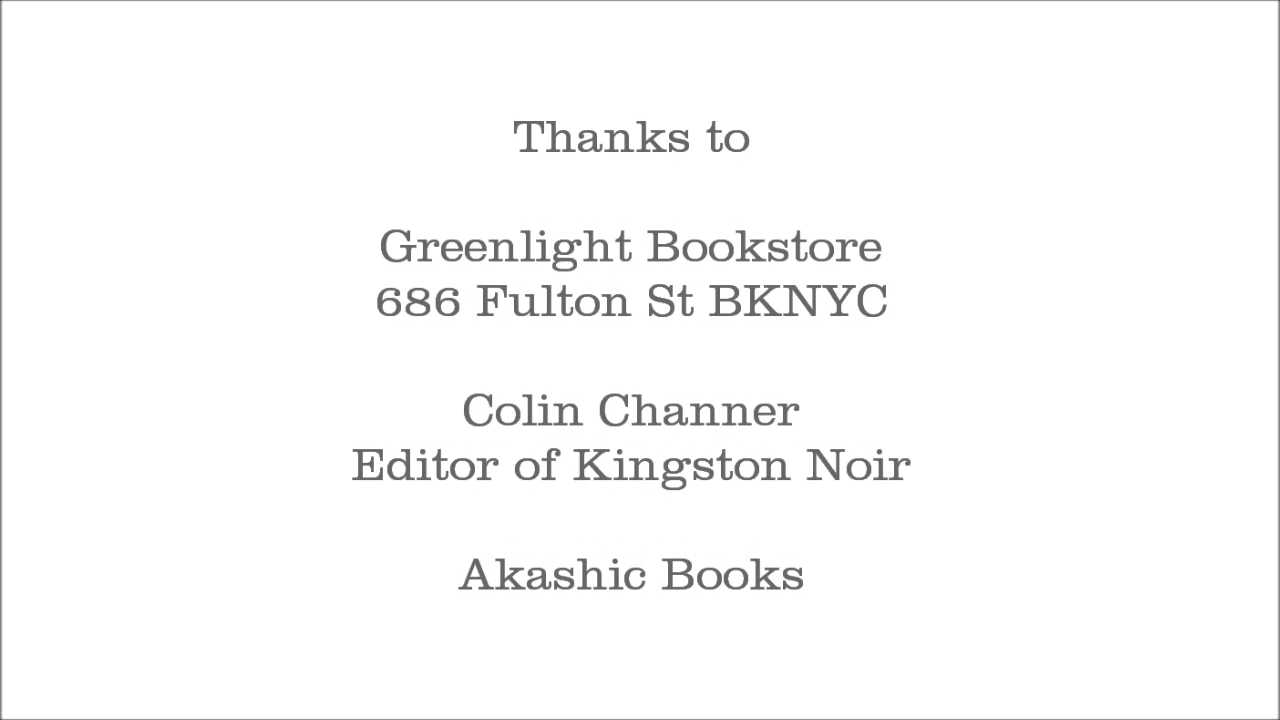 Thanks to
Greenlight Bookstore
686 Fulton St BKNYC
Colin Channer
Editor of Kingston Noir
Akashic Books